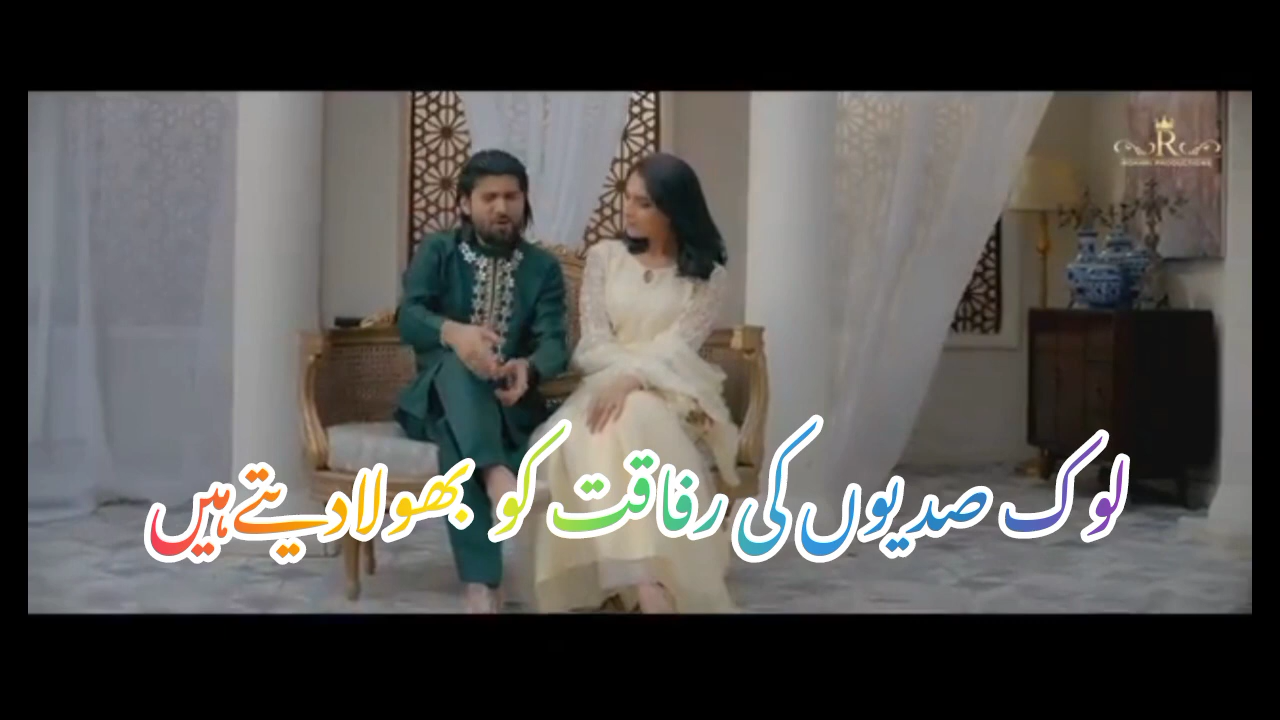 R
لوک صدیوں کی رفاقت کو بھولا دیتے ہیں